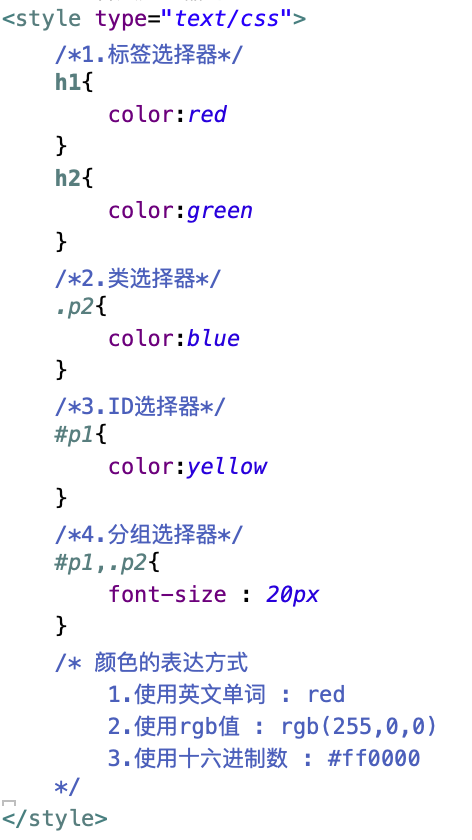 <style type="text/css">
/*1.标签选择器*/
h1{
color:red
}
h2{
color:green
}
/*2.类选择器*/
.p2{
color:blue
}
/*3.ID选择器*/
#p1{
color:yellow
}
/*4.分组选择器*/
#p1,.p2{
font-size : 20px
}
/* 颜色的表达方式
1.使用英文单词 : red
2.使用rgb值 : rgb(255,0,0)
3.使用十六进制数 : #ff0000
*/
</style>